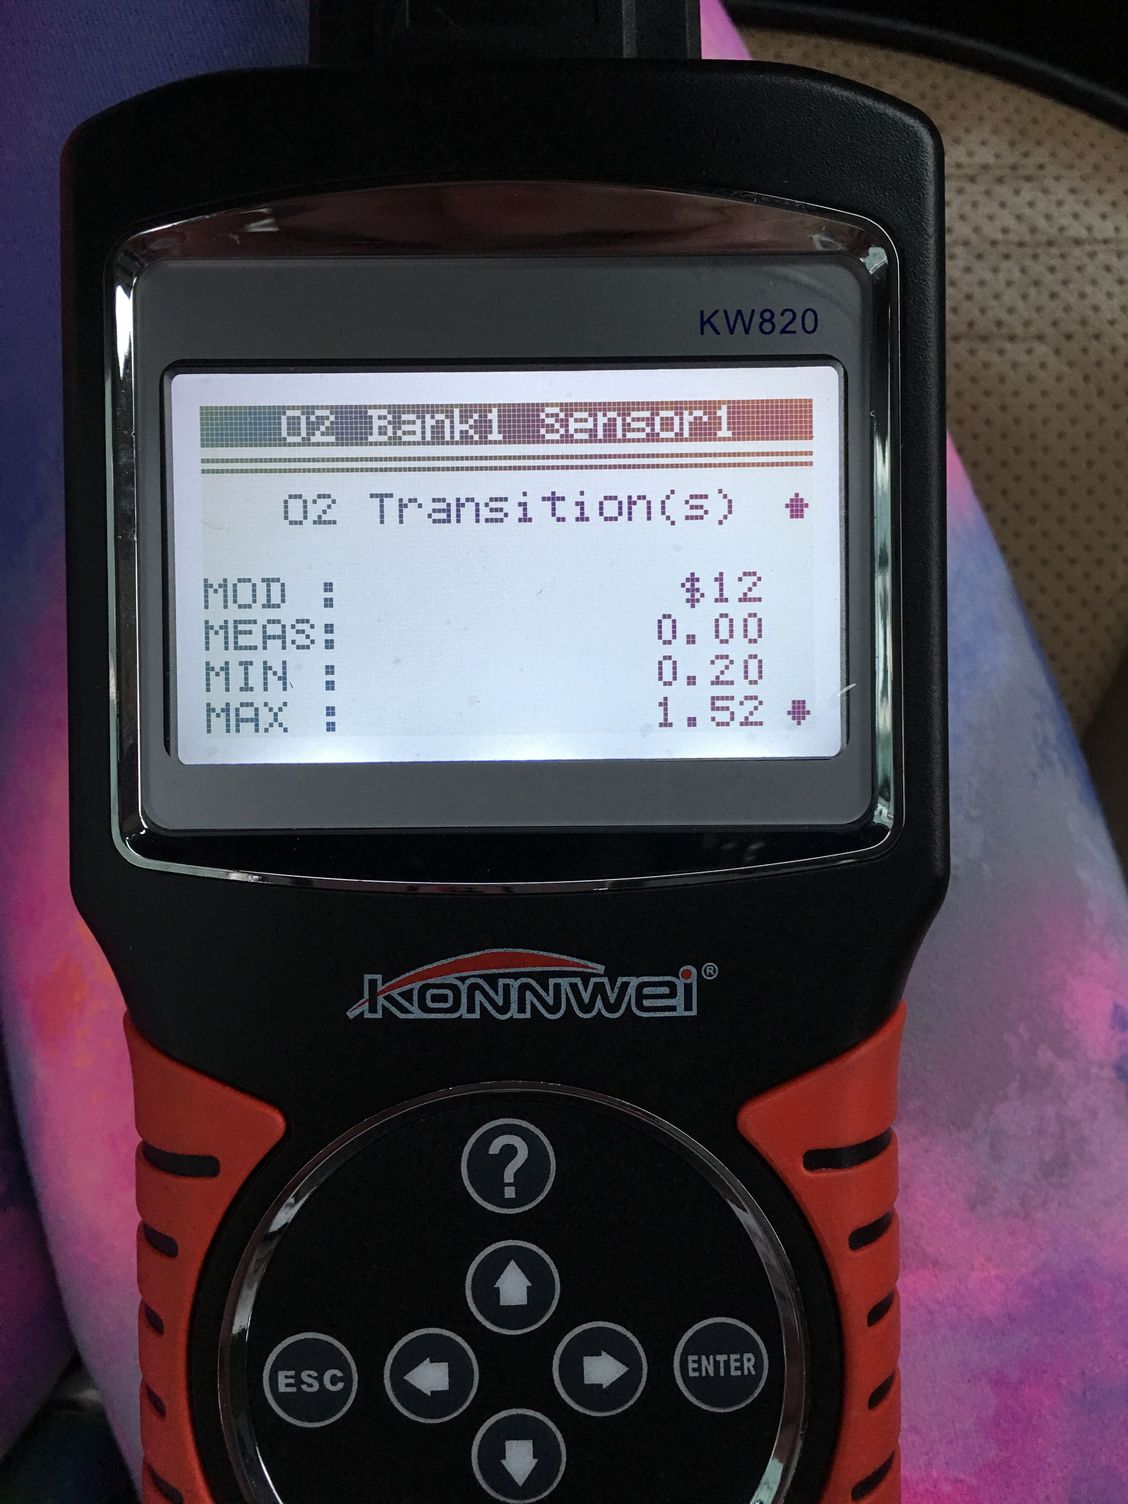 KW820
O2 Bank1 Sensor1
O2 Transition(s)
MOD : $12
MEAS: 0.00
MIN : 0.20
MAX : 1.52
KONNWEI®
?
ESC
ENTER